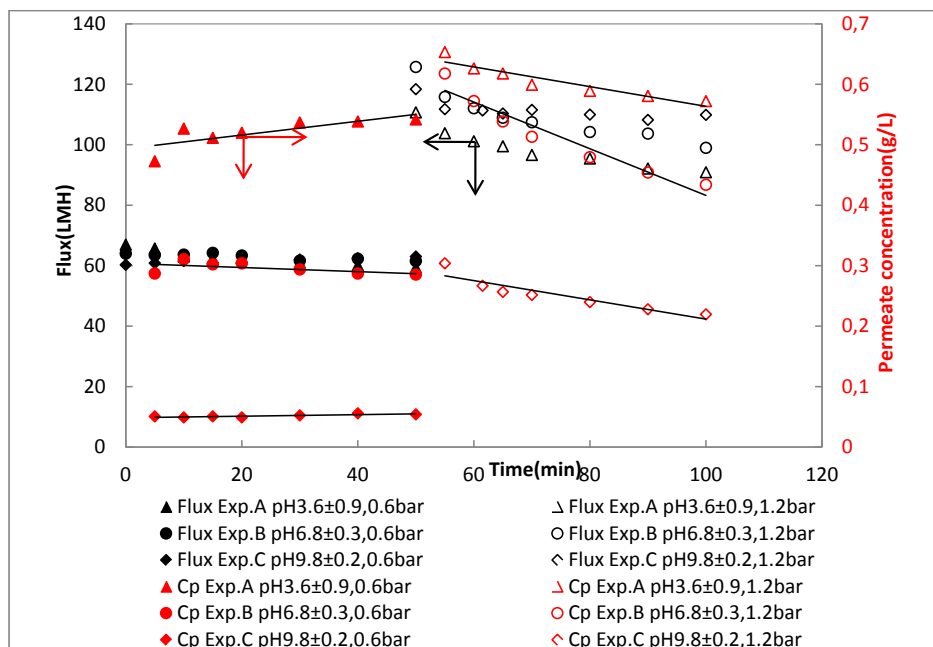 140
120
100
80
60
40
20
0
Flux(LMH)
0,7
0,6
0,5
0,4
0,3
0,2
0,1
0
Permeate concentration(g/L)
0
20
40
60
80
100
120
Time(min)
Flux Exp.A pH3.6±0.9,0.6bar
Flux Exp.A pH3.6±0.9,1.2bar
Flux Exp.B pH6.8±0.3,0.6bar
Flux Exp.B pH6.8±0.3,1.2bar
Flux Exp.C pH9.8±0.2,0.6bar
Flux Exp.C pH9.8±0.2,1.2bar
Cp Exp.A pH3.6±0.9,0.6bar
Cp Exp.A pH3.6±0.9,1.2bar
Cp Exp.B pH6.8±0.3,0.6bar
Cp Exp.B pH6.8±0.3,1.2bar
Cp Exp.C pH9.8±0.2,0.6bar
Cp Exp.C pH9.8±0.2,1.2bar